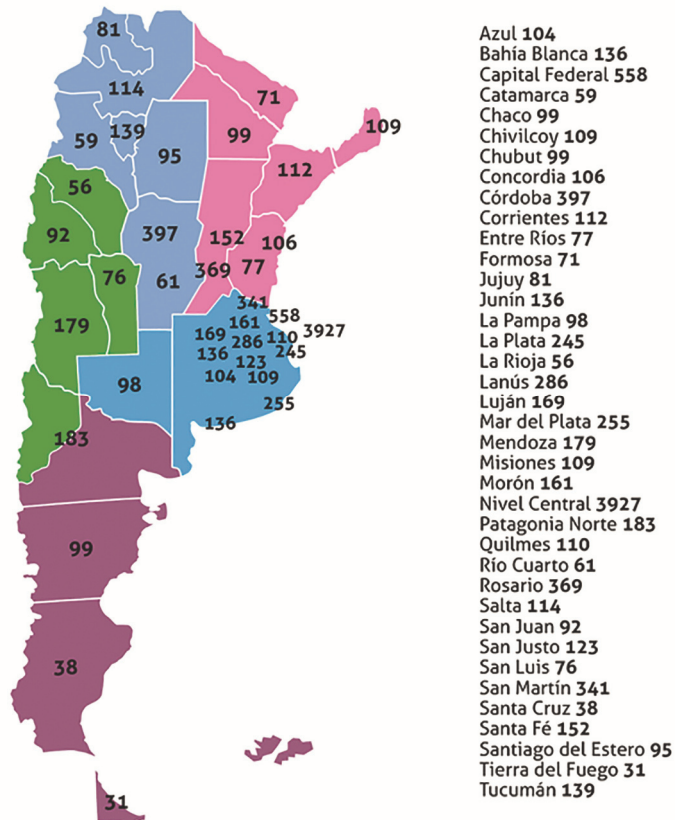 81
114
139
59
95
71
99
109
112
56
92
397
152
106
76
61
369
77
179
341
558
161
3927
169
286
110
136
123
245
104
109
98
255
136
183
99
38
31
Azul 104
Bahía Blanca 136
Capital Federal 558
Catamarca 59
Chaco 99
Chivilcoy 109
Chubut 99
Concordia 106
Córdoba 397
Corrientes 112
Entre Ríos 77
Formosa 71
Jujuy 81
Junín 136
La Pampa 98
La Plata 245
La Rioja 56
Lanús 286
Luján 169
Mar del Plata 255
Mendoza 179
Misiones 109
Morón 161
Nivel Central 3927
Patagonia Norte 183
Quilmes 110
Río Cuarto 61
Rosario 369
Salta 114
San Juan 92
San Justo 123
San Luis 76
San Martín 341
Santa Cruz 38
Santa Fé 152
Santiago del Estero 95
Tierra del Fuego 31
Tucumán 139